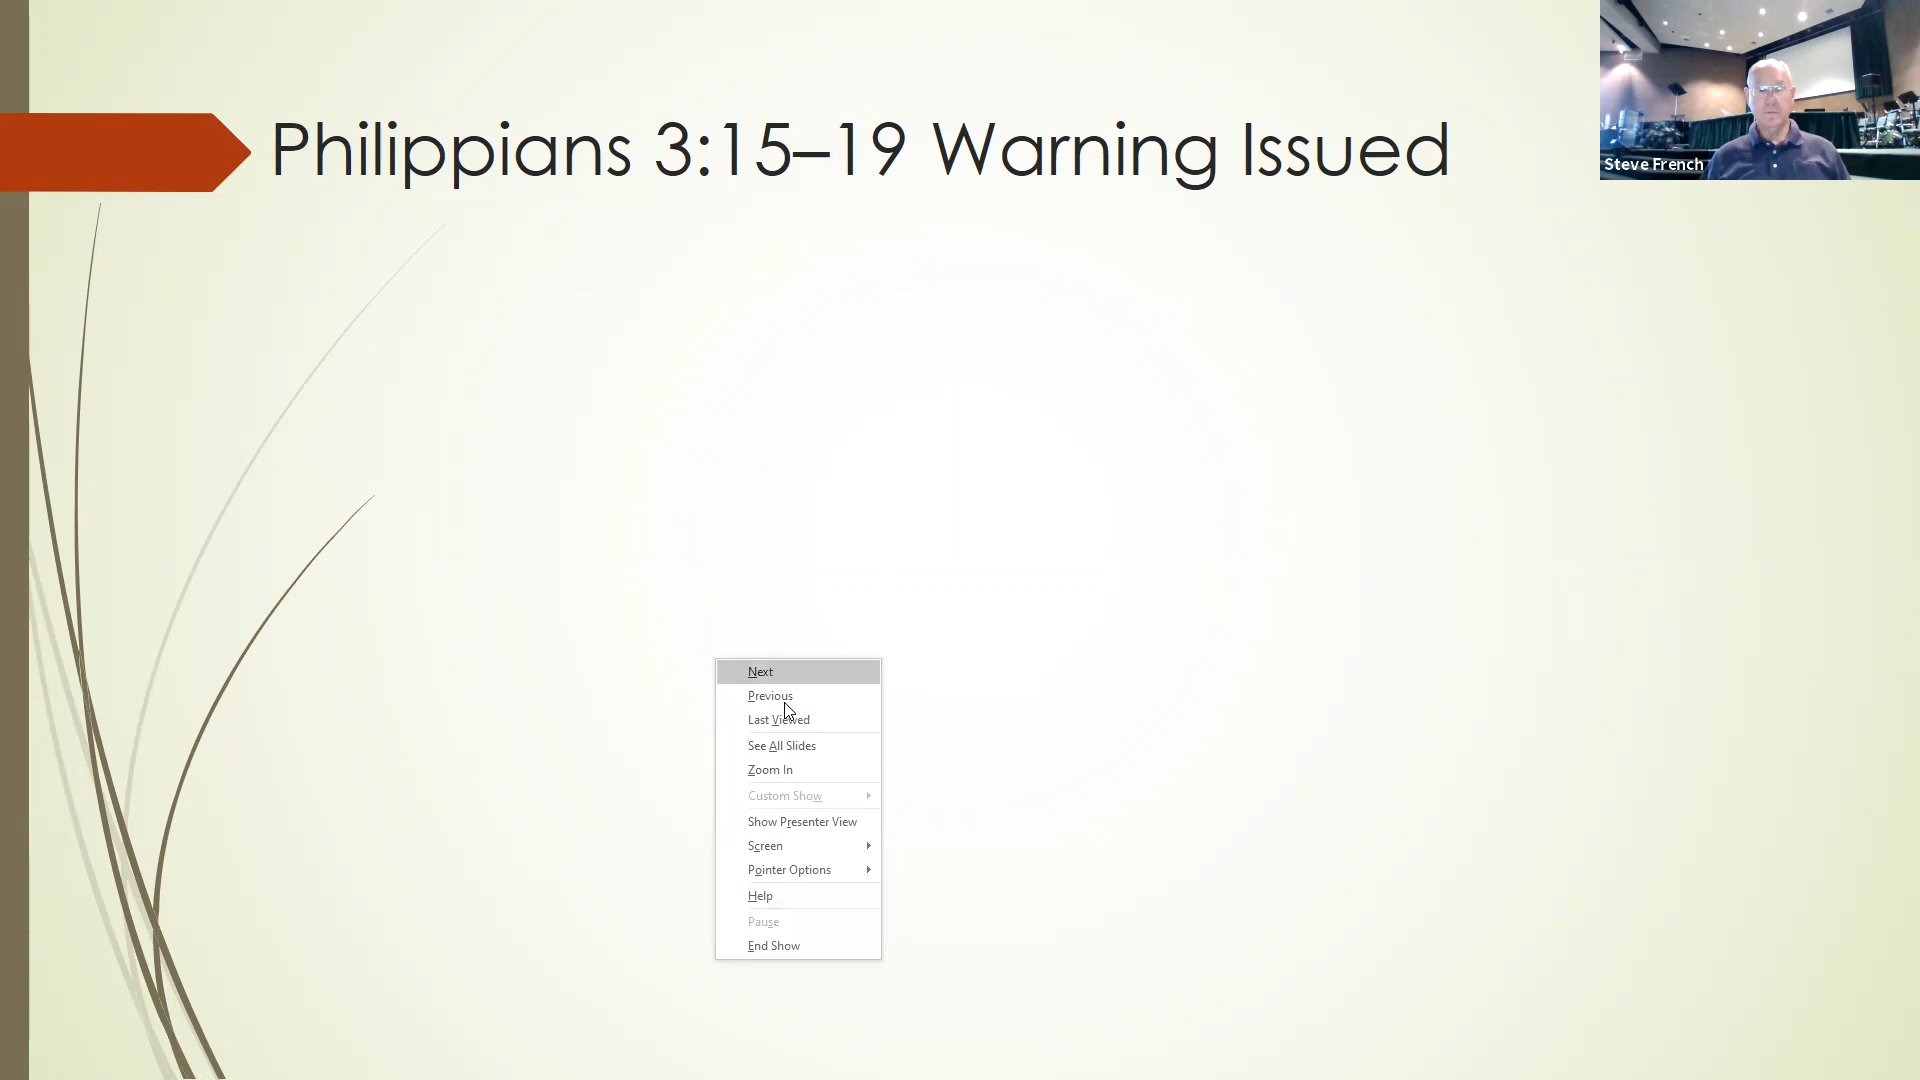 Philippians 3:15–19 Warning Issued
Steve French
Next
Previous
Last Viewed
See All Slides
Zoom In
Custom Show
Show Presenter View
Screen
Pointer Options
Help
Pause
End Show